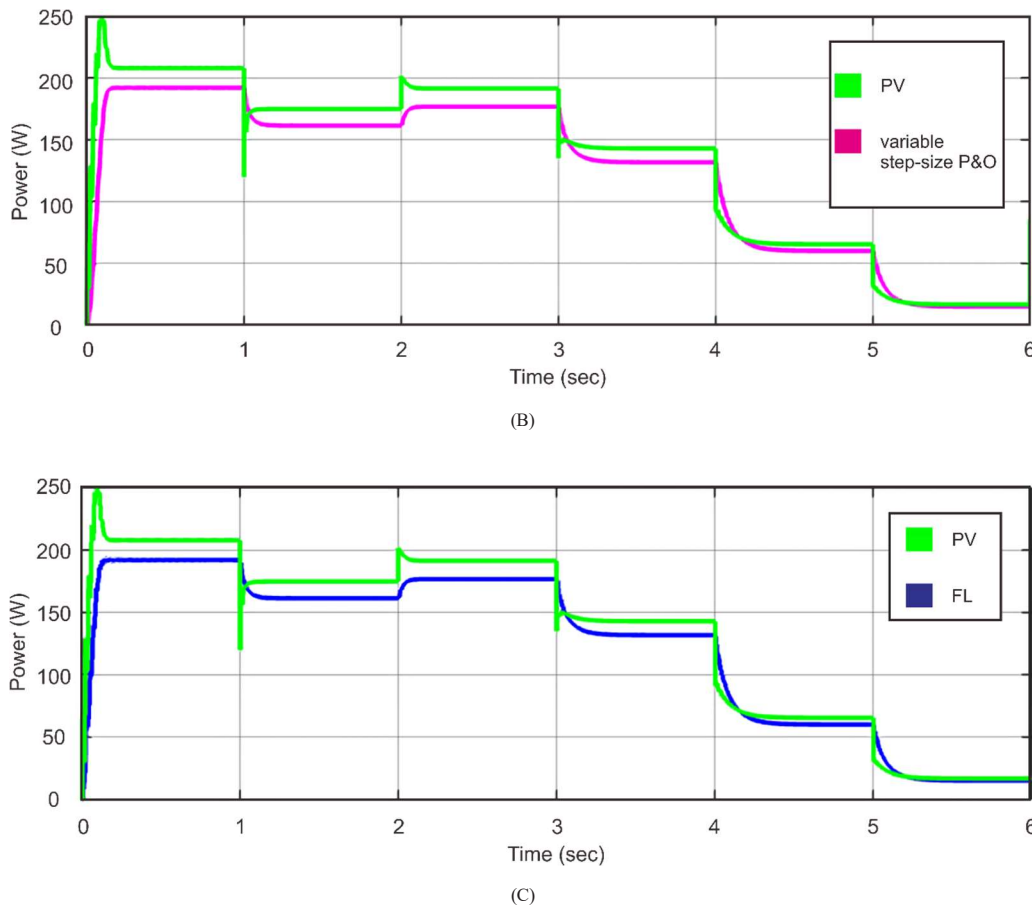 250
200
150
100
50
0
Power (W)
0 1 2 3 4 5 6
Time (sec)
PV
variable
step-size P&O
(B)
250
200
150
100
50
0
Power (W)
0 1 2 3 4 5 6
Time (sec)
PV
FL
(C)